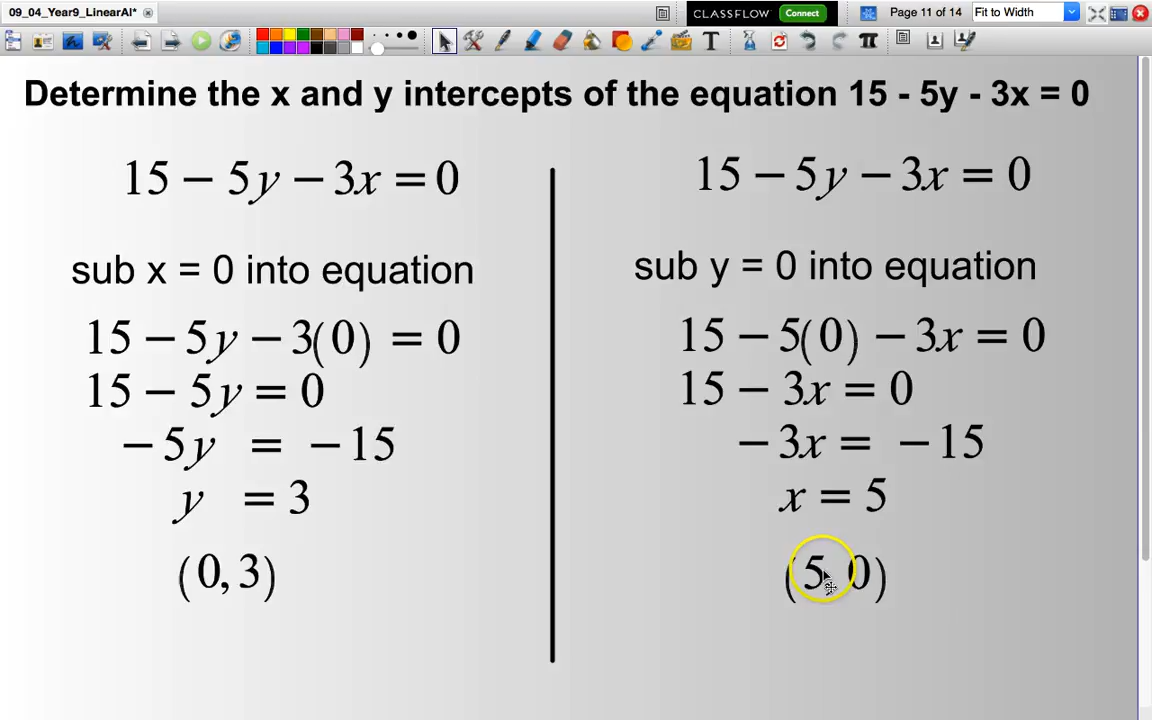 09_04_Year9_LinearAl*
CLASSFLOW Connect
Page 11 of 14
Fit to Width
Determine the x and y intercepts of the equation 15 - 5y - 3x = 0
15 − 5y − 3x = 0
sub x = 0 into equation
15 − 5y − 3(0) = 0
15 − 5y = 0
− 5y = − 15
y = 3
(0, 3)
15 − 5y − 3x = 0
sub y = 0 into equation
15 − 5(0) − 3x = 0
15 − 3x = 0
− 3x = − 15
x = 5
(5, 0)